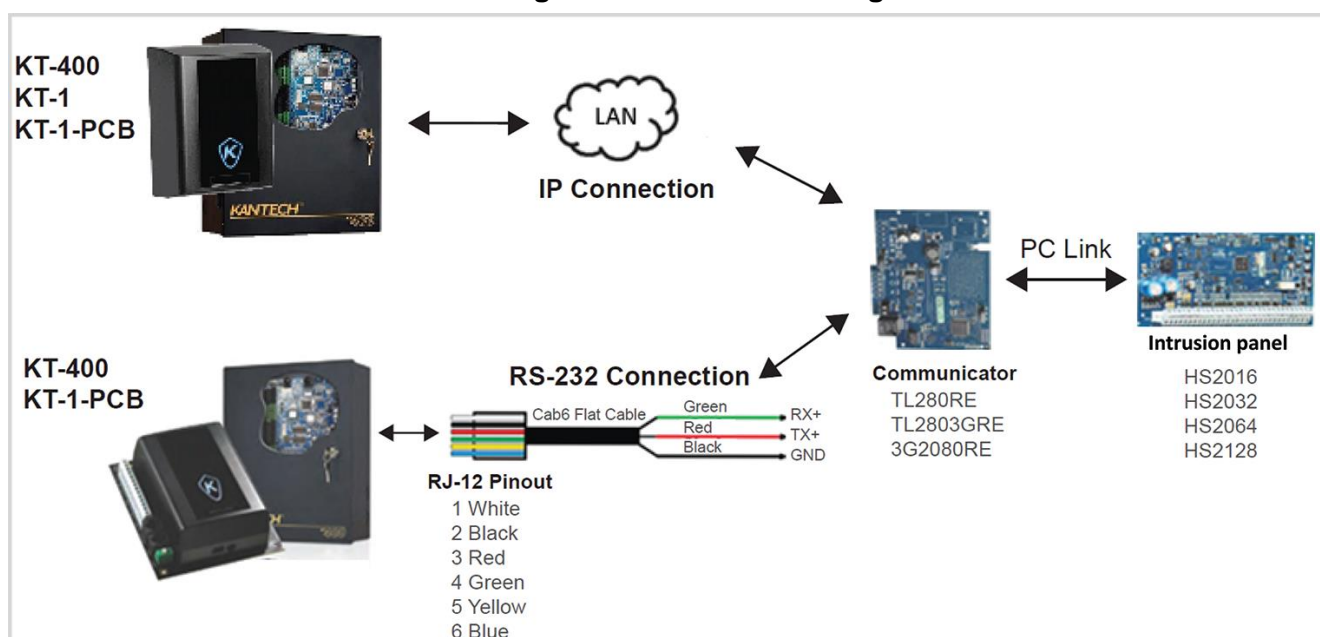 KT-400
KT-1
KT-1-PCB
KANTECH
LAN
IP Connection
PC Link
Intrusion panel
HS2016
HS2032
HS2064
HS2128
Communicator
TL280RE
TL2803GRE
3G2080RE
KT-400
KT-1-PCB
RS-232 Connection
Cab6 Flat Cable
Green
RX+
Red
TX+
Black
GND
RJ-12 Pinout
1 White
2 Black
3 Red
4 Green
5 Yellow
6 Blue